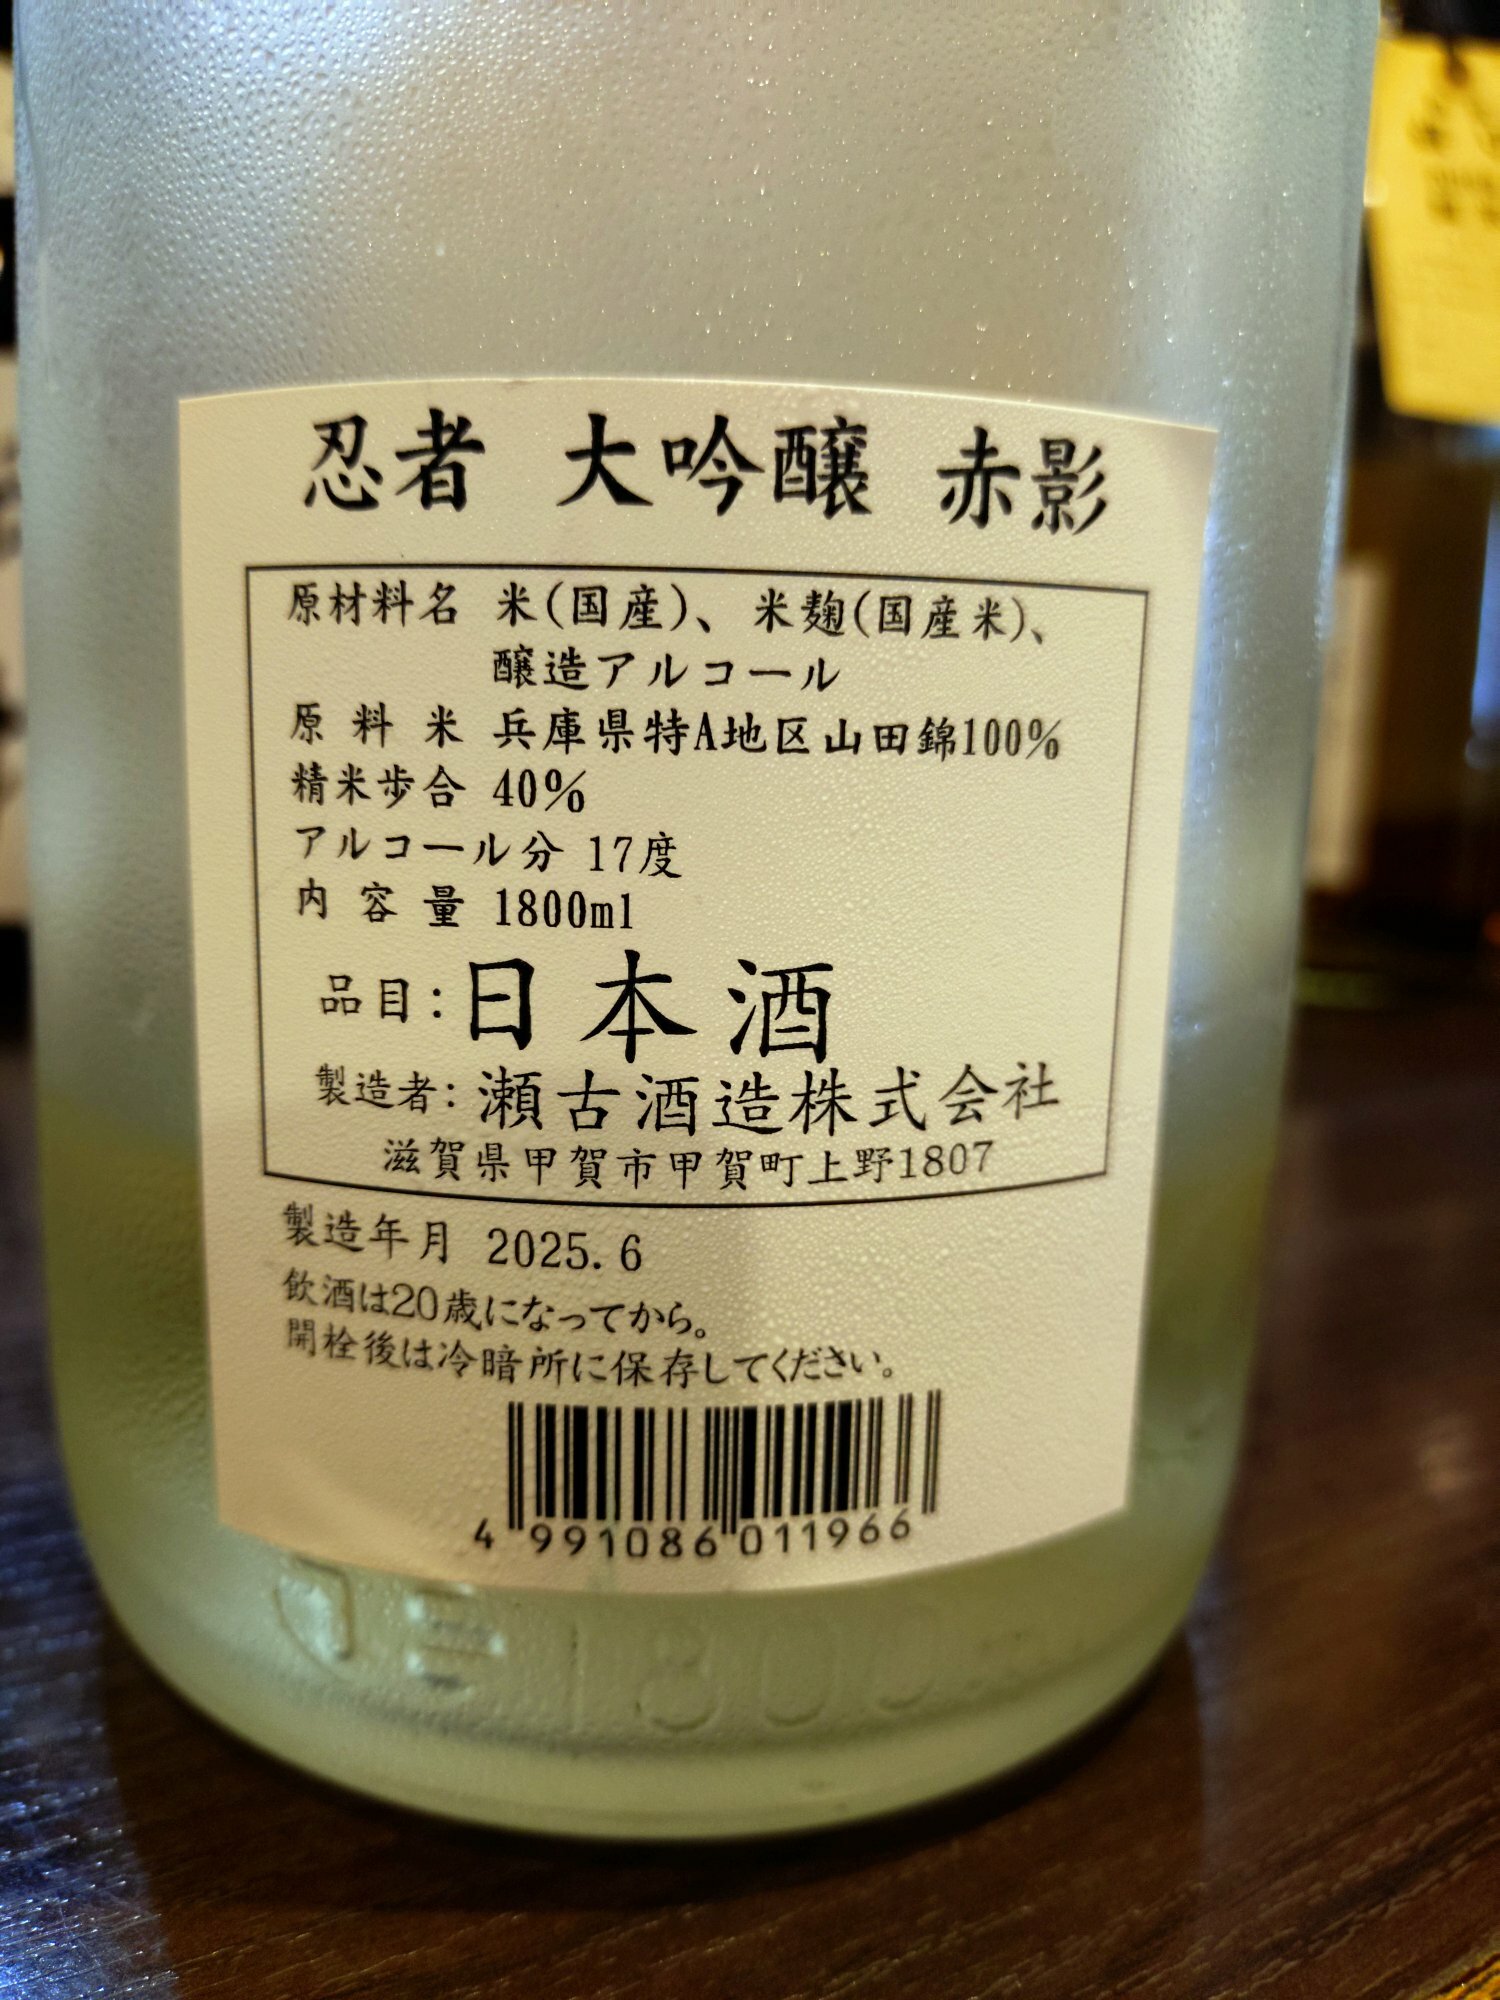 忍者 大吟醸 赤影
原材料名 米(国産)、米麹(国産米)、
醸造アルコール
原料米 兵庫県特A地区山田錦100%
精米歩合 40%
アルコール分 17度
内容量 1800ml
品目:日本酒
製造者:瀬古酒造株式会社
滋賀県甲賀市甲賀町上野1807
製造年月 2025.6
飲酒は20歳になってから。
開栓後は冷暗所に保存してください。
4 991086 011966
1800